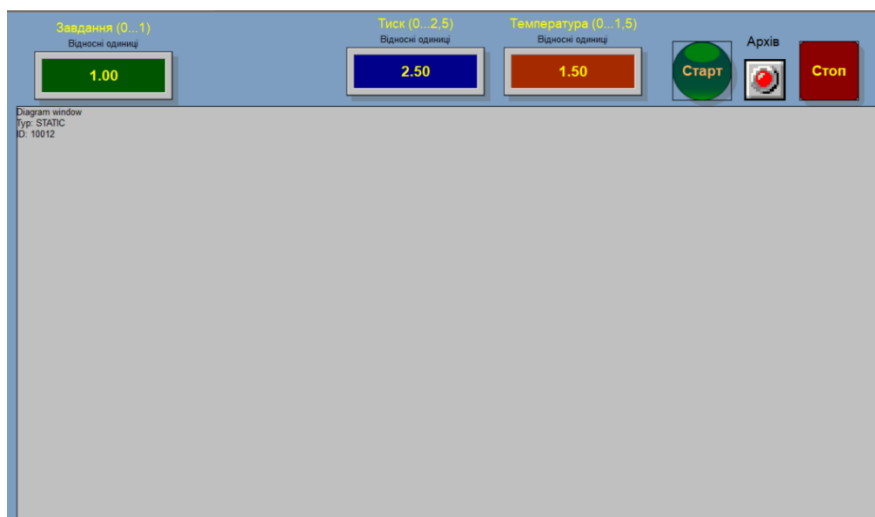 Завдання (0...1)
Відносні одиниці
1.00
Тиск (0...2,5)
Відносні одиниці
2.50
Температура (0...1,5)
Відносні одиниці
1.50
Старт
Архів
Стоп
Diagram window
Typ: STATIC
ID: 10012